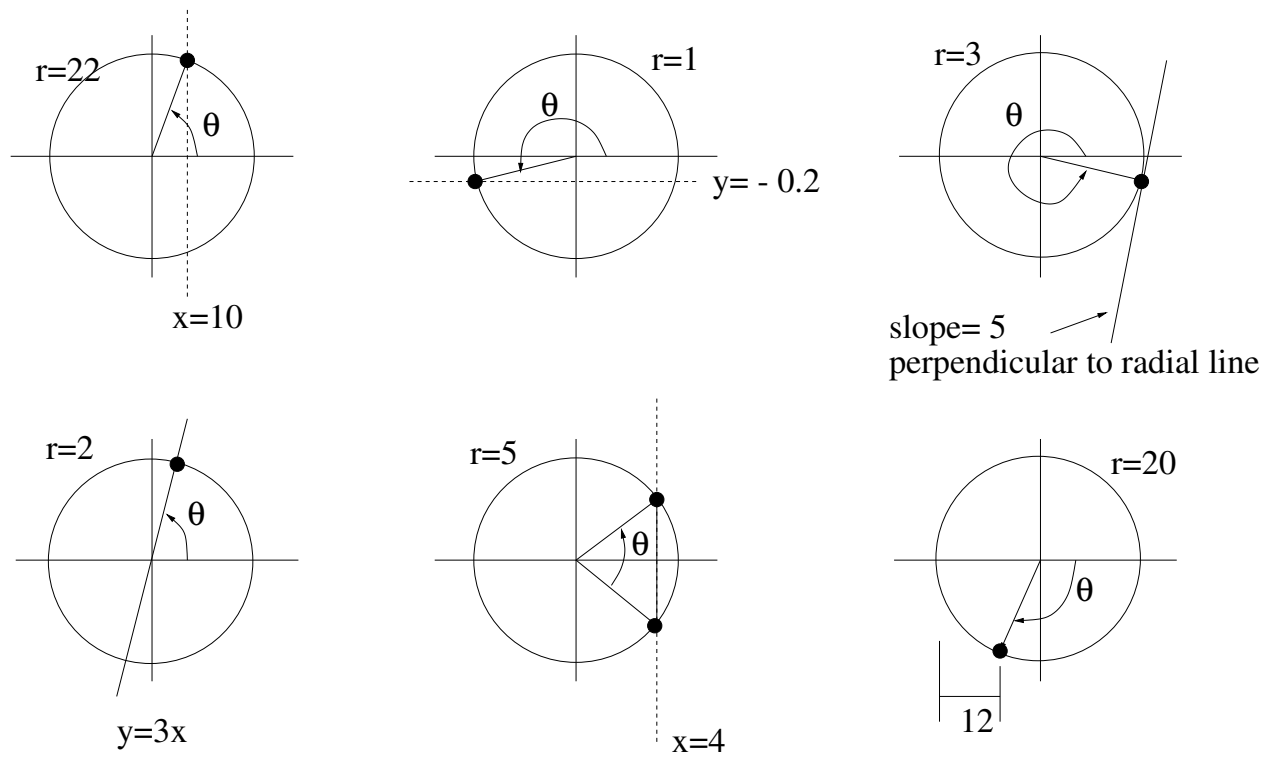 r=22
θ
x=10
r=1
θ
y= - 0.2
r=3
θ
slope= 5
perpendicular to radial line
r=2
θ
y=3x
r=5
θ
x=4
r=20
θ
12